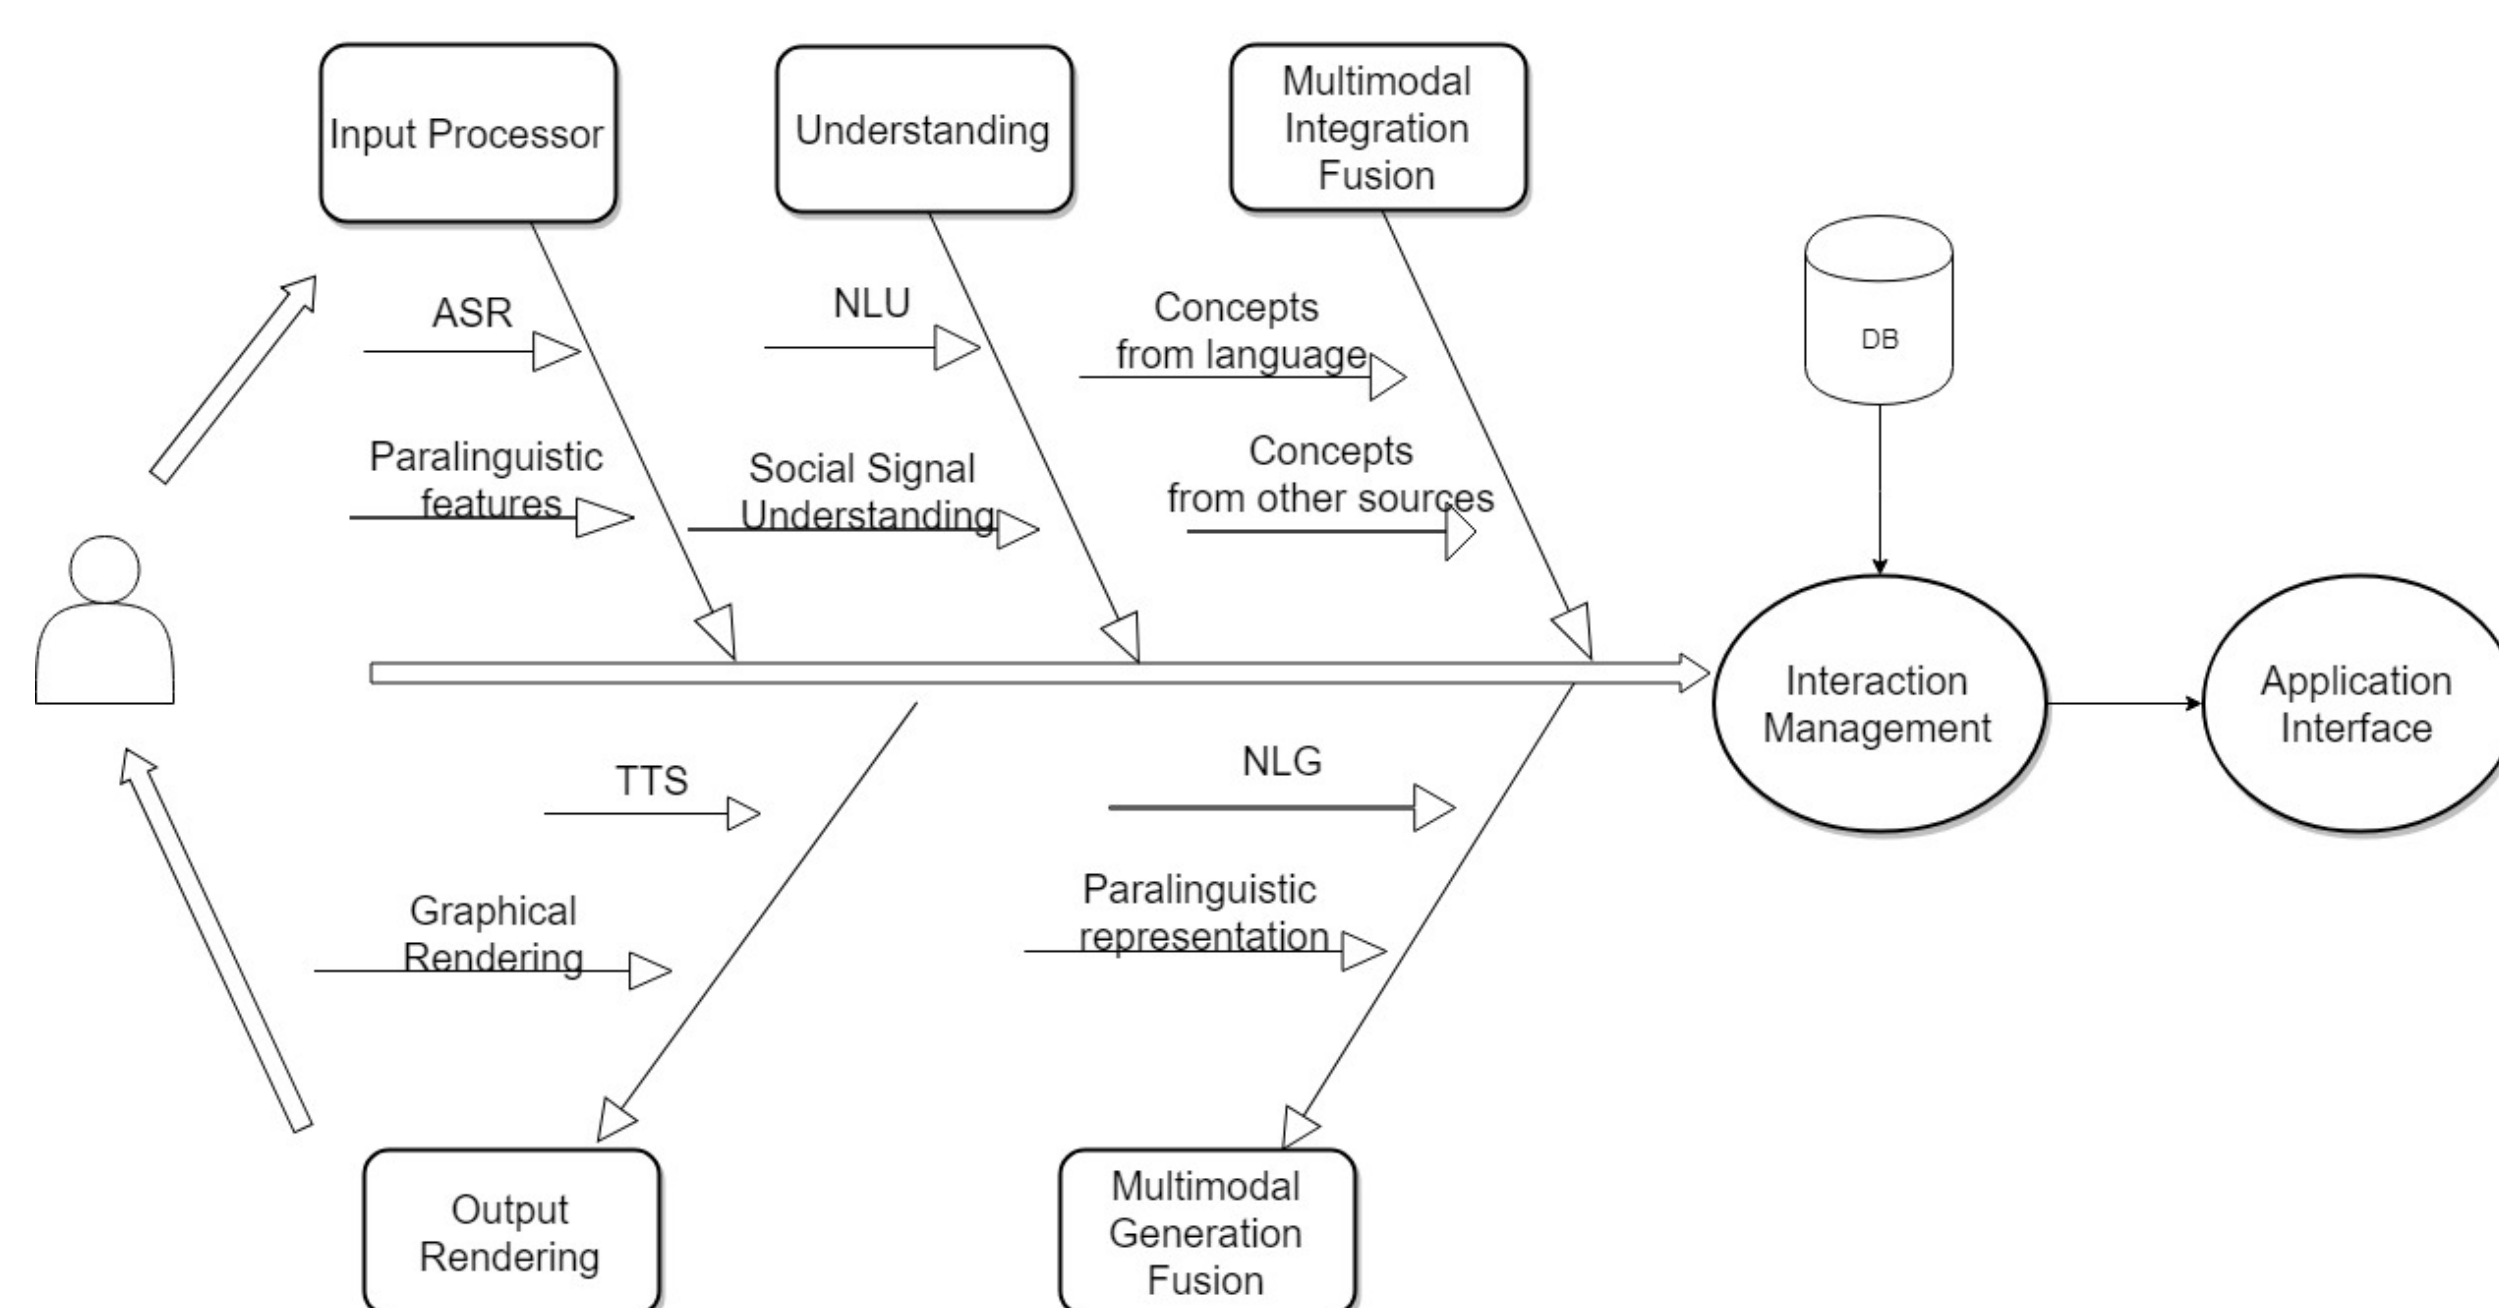 Input Processor
Understanding
Multimodal
Integration
Fusion
ASR
NLU
Concepts
from language
DB
Paralinguistic
features
Social Signal
Understanding
Concepts
from other sources
Interaction
Management
Application
Interface
TTS
NLG
Graphical
Rendering
Paralinguistic
representation
Output
Rendering
Multimodal
Generation
Fusion